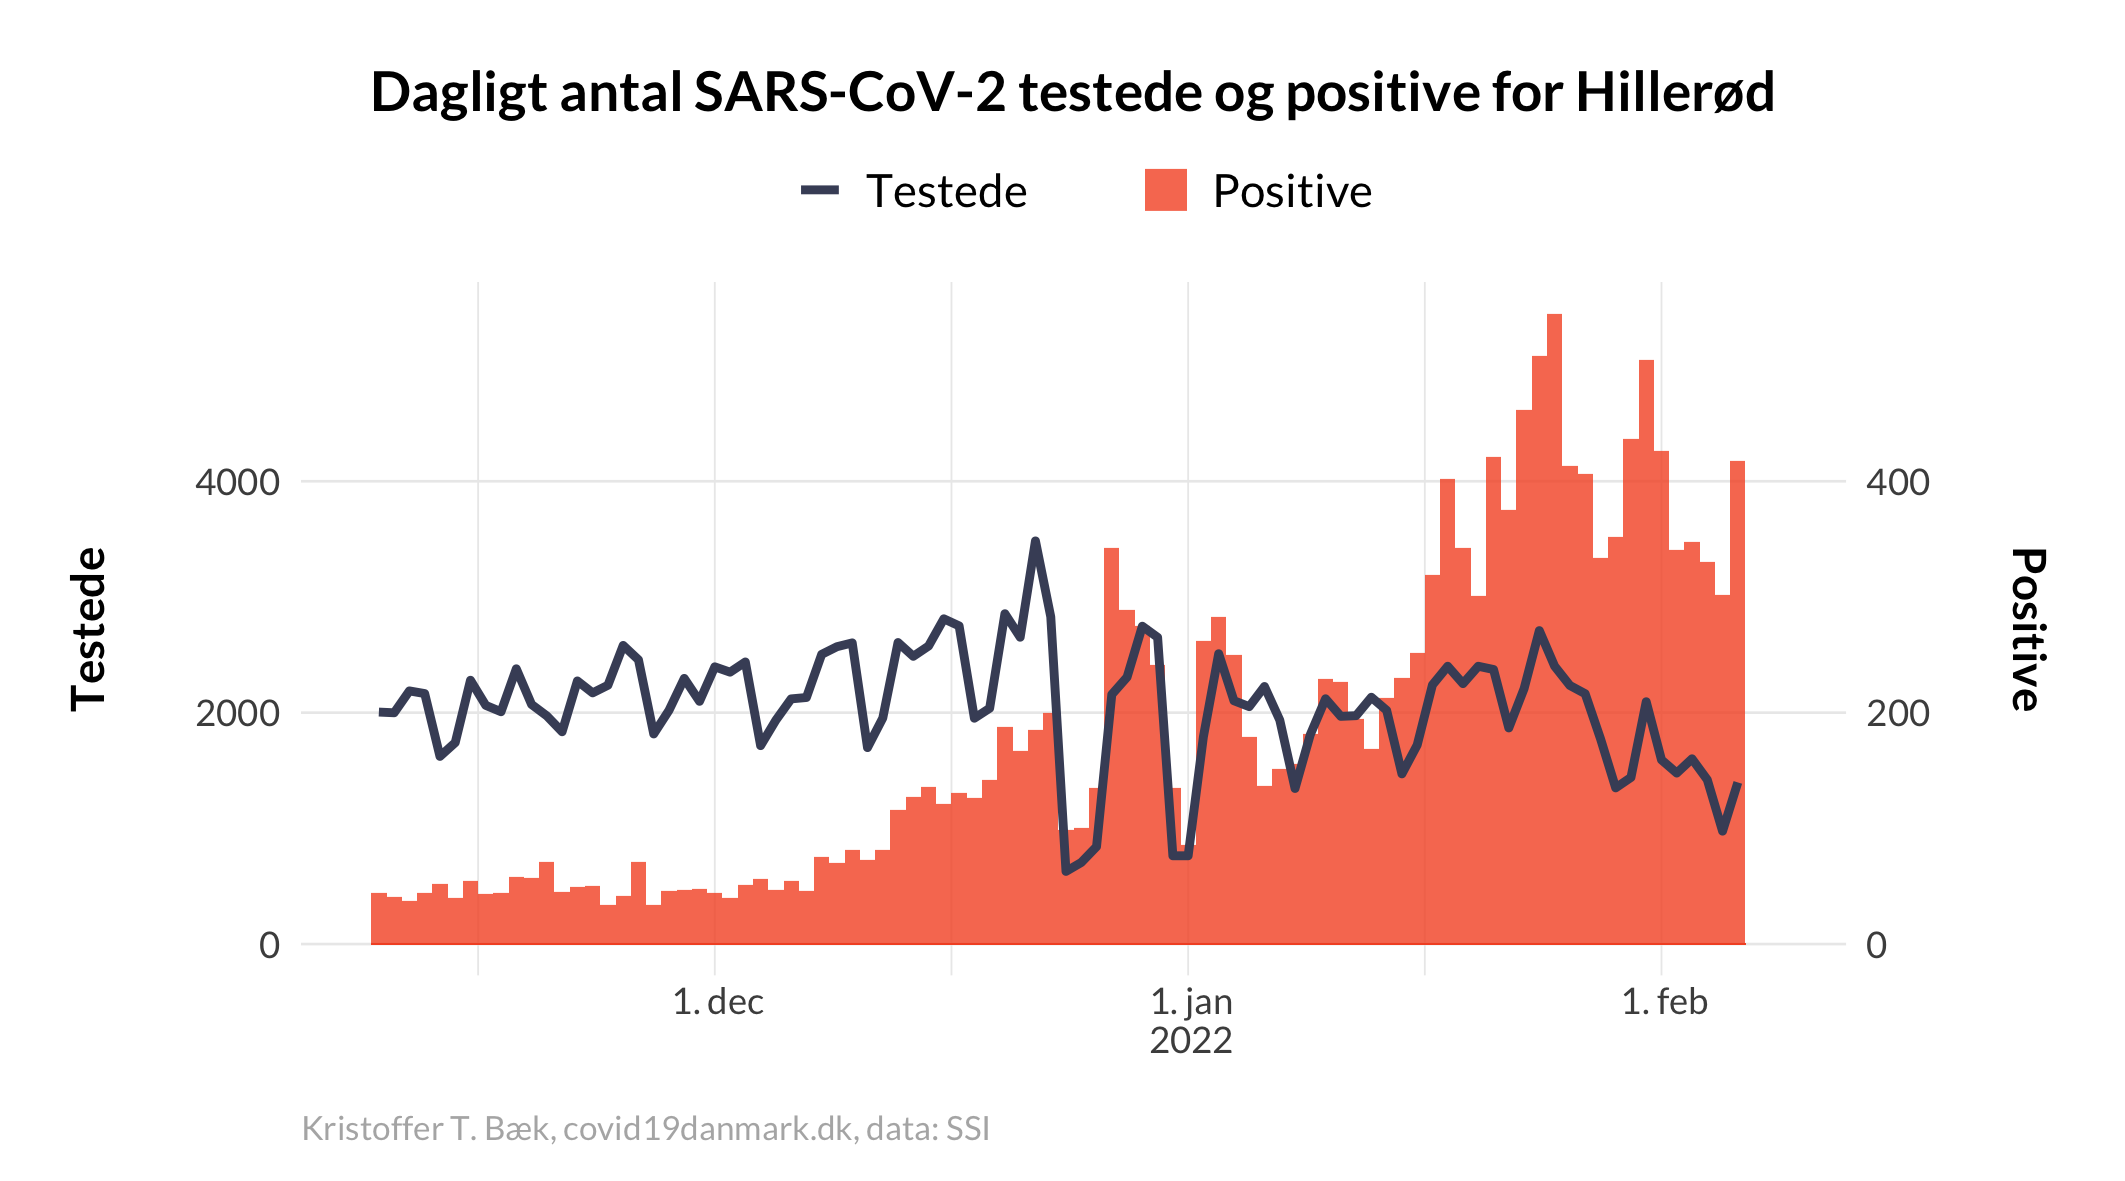 Dagligt antal SARS-CoV-2 testede og positive for Hillerød
Testede
Positive
4000
2000
0
Testede
400
200
0
Positive
1. dec
1. jan
2022
1. feb
Kristoffer T. Bæk, covid19danmark.dk, data: SSI